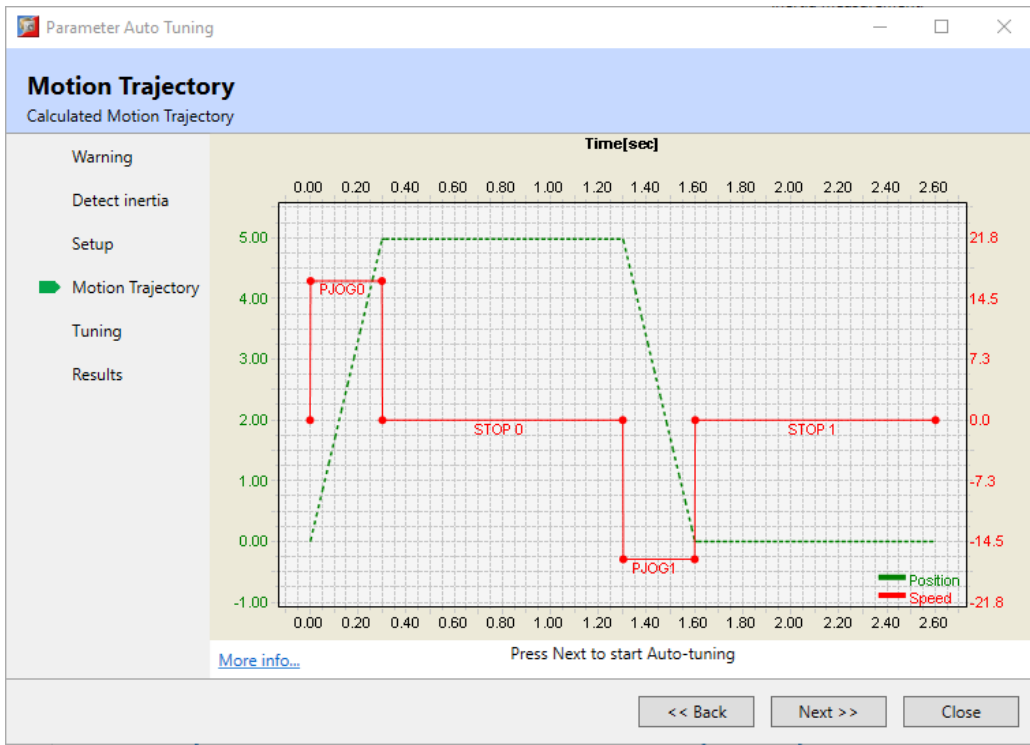 Parameter Auto Tuning
Motion Trajectory
Calculated Motion Trajectory
Warning
Detect inertia
Setup
Motion Trajectory
Tuning
Results
Time[sec]
0.00 0.20 0.40 0.60 0.80 1.00 1.20 1.40 1.60 1.80 2.00 2.20 2.40 2.60
5.00 21.8
PJOG0
4.00 14.5
3.00 7.3
2.00 0.0
STOP 0 STOP 1
1.00 -7.3
0.00 -14.5
PJOG1
Position
-1.00 Speed -21.8
0.00 0.20 0.40 0.60 0.80 1.00 1.20 1.40 1.60 1.80 2.00 2.20 2.40 2.60
More info... Press Next to start Auto-tuning
<< Back Next >> Close